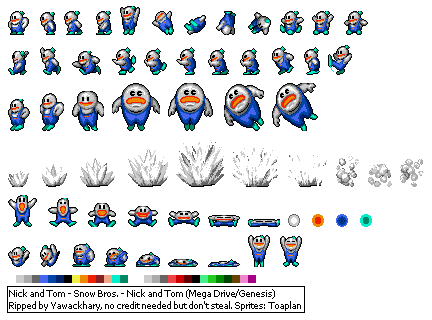 Nick and Tom - Snow Bros. - Nick and Tom (Mega Drive/Genesis)
Ripped by Yawackhary, no credit needed but don't steal. Sprites: Toaplan